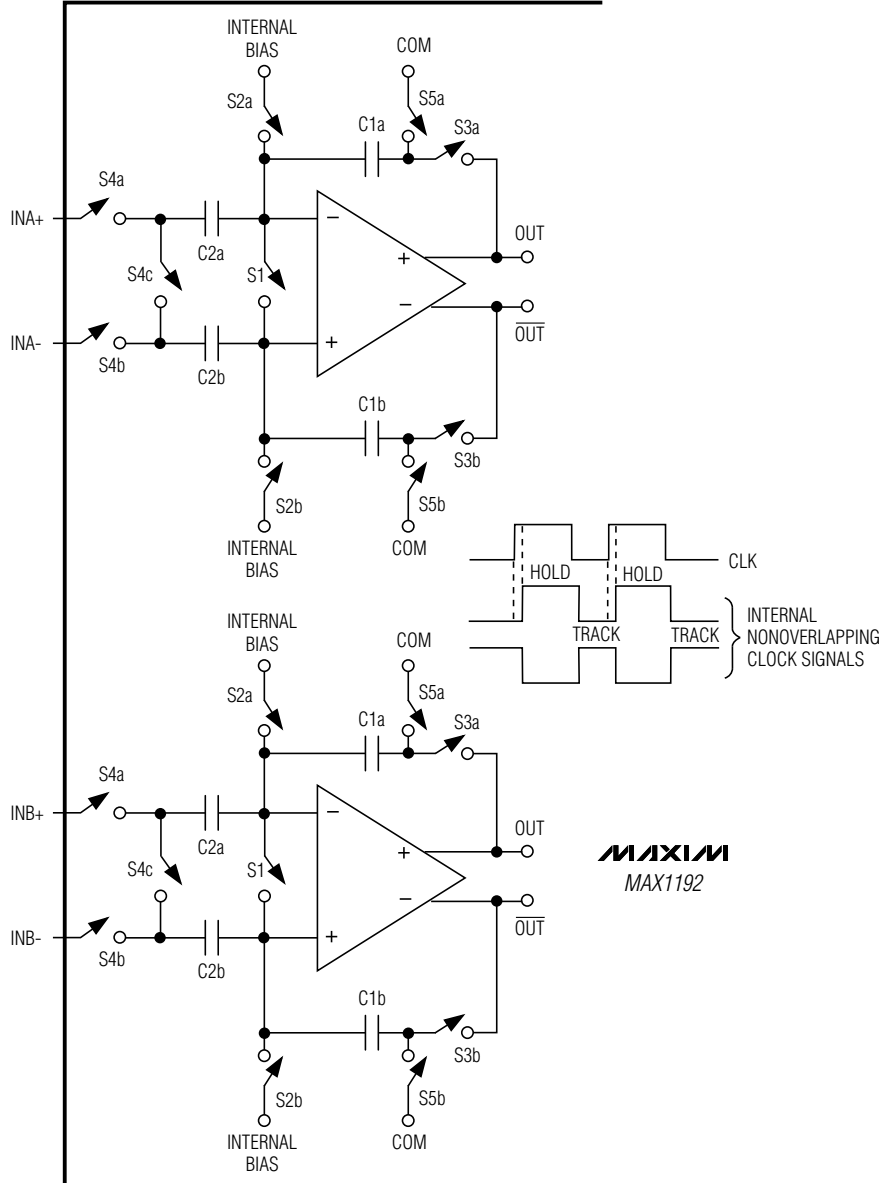 INTERNAL
BIAS
COM
S2a
S5a
C1a
S3a
S4a
INA+
C2a
−
OUT
S4c
S1
+
−
OUT
INA-
S4b
C2b
+
C1b
S3b
S2b
S5b
INTERNAL
BIAS
COM
CLK
HOLD
HOLD
TRACK
TRACK
INTERNAL
NONOVERLAPPING
CLOCK SIGNALS
INTERNAL
BIAS
COM
S2a
S5a
C1a
S3a
S4a
INB+
C2a
−
OUT
S4c
S1
+
−
OUT
INB-
S4b
C2b
+
C1b
S3b
S2b
S5b
INTERNAL
BIAS
COM
MAXIM
MAX1192